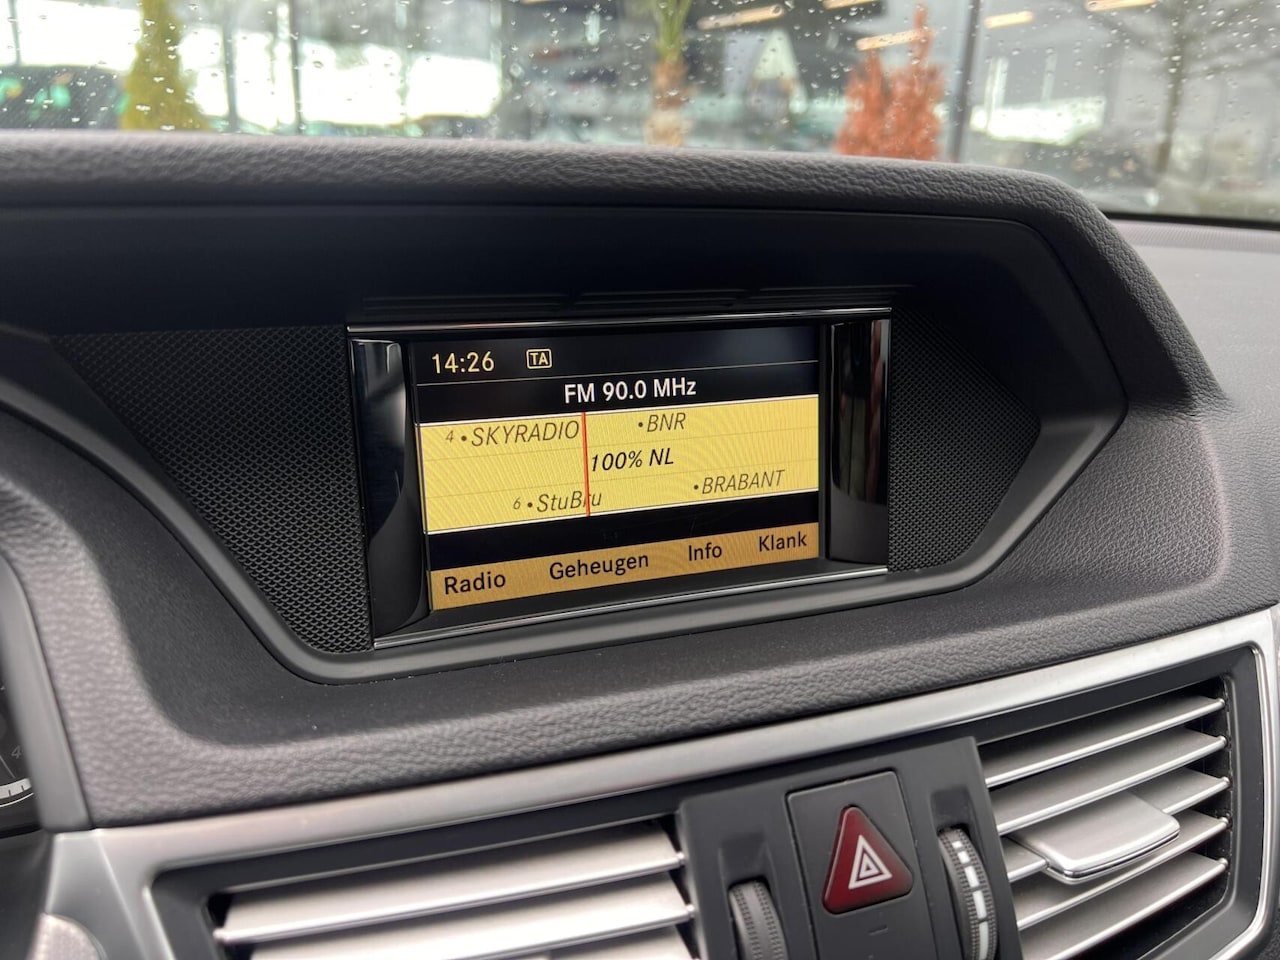 14:26 TA
FM 90.0 MHz
4 •SKYRADIO •BNR
100% NL
6 •StuBru •BRABANT
Radio Geheugen Info Klank
4